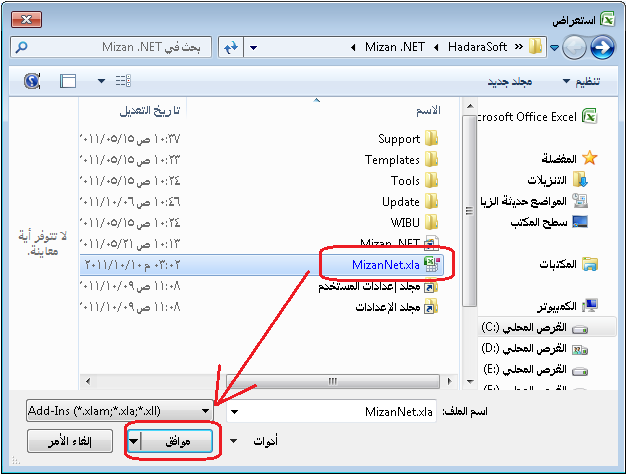 استعراض
HadaraSoft
Mizan .NET
بحث في Mizan .NET
تنظيم
مجلد جديد
crosoft Office Excel
المفضلة
التنزيلات
المواضع حديثة الزيا
سطح المكتب
المكتبات
الكمبيوتر
القرص المحلي (C:)
القرص المحلي (D:)
القرص المحلي (E:)
الاسم تاريخ التعديل
Support ١٠:٣٧ ص ٢٠١١/٠٥/١٥
Templates ١٠:٢٣ ص ٢٠١١/٠٥/١٥
Tools ١٠:٢٤ ص ٢٠١١/٠٥/١٥
Update ١٠:٤٦ ص ٢٠١١/١٠/٠٦
WIBU ١٠:٢٤ ص ٢٠١١/٠٥/١٥
Mizan .NET ١٠:١٣ ص ٢٠١١/٠٥/٢١
MizanNet.xla ٠٣:٠٢ م ٢٠١١/١٠/١٠
مجلد إعدادات المستخدم ١١:٠٨ ص ٢٠١١/١٠/٠٩
مجلد الإعدادات ١١:٠٨ ص ٢٠١١/١٠/٠٩
لا تتوفر أية
معاينة.
اسم الملف: MizanNet.xla
Add-Ins (*.xlam;*.xla;*.xll)
أدوات
موافق
إلغاء الأمر